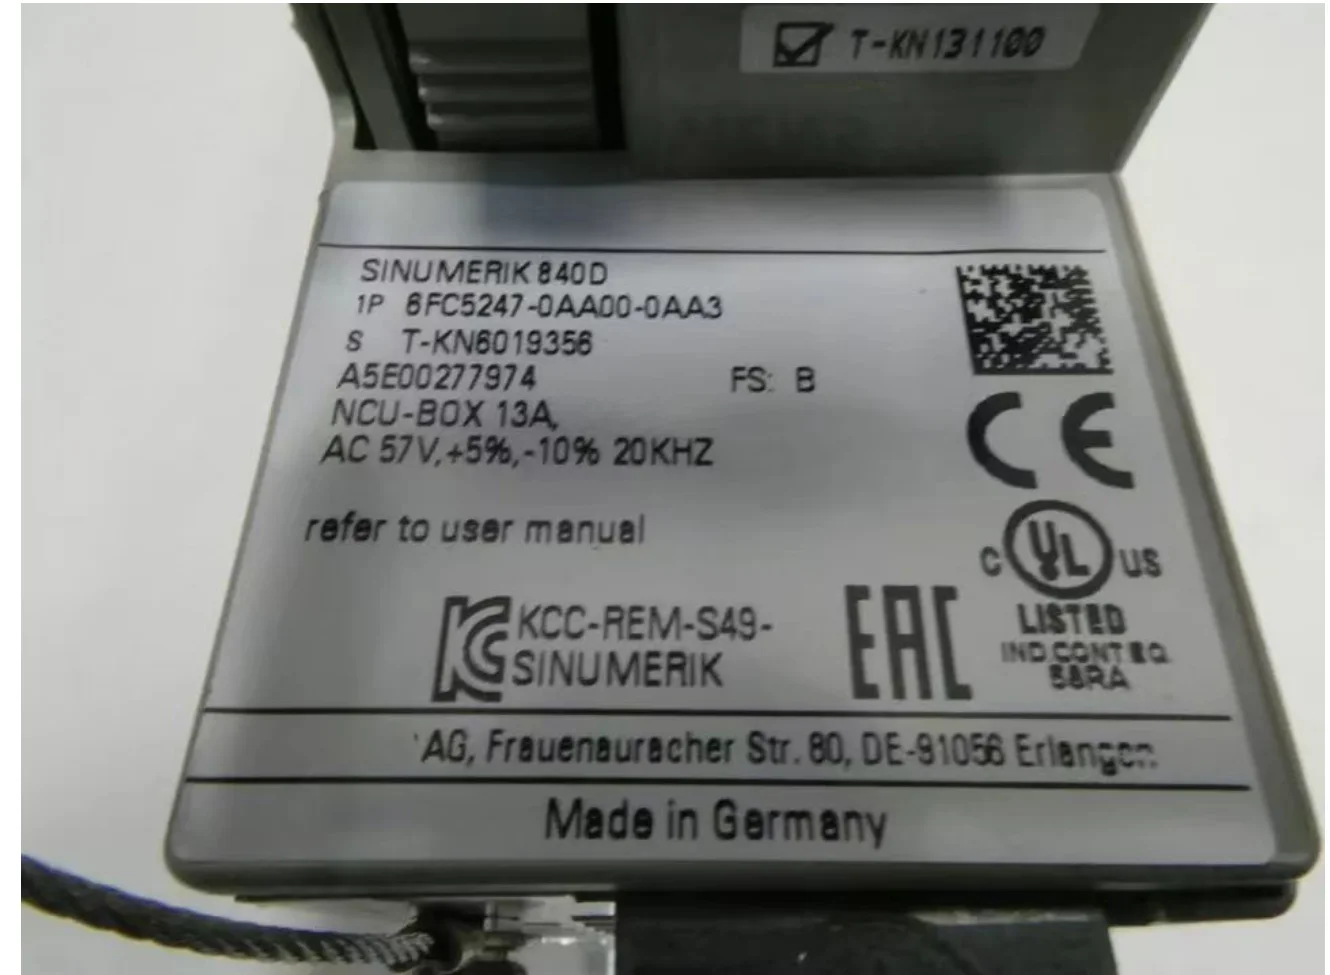 T-KN131100
SINUMERIK 840D
1P 6FC5247-0AA00-0AA3
S T-KN6019356
A5E00277974 FS: B
NCU-BOX 13A,
AC 57V,+5%,-10% 20KHZ
refer to user manual
CE
C UL US
LISTED
IND.CONT EQ
58RA
KCC-REM-S49-
SINUMERIK
EAC
AG, Frauenauracher Str. 80, DE-91056 Erlangen
Made in Germany